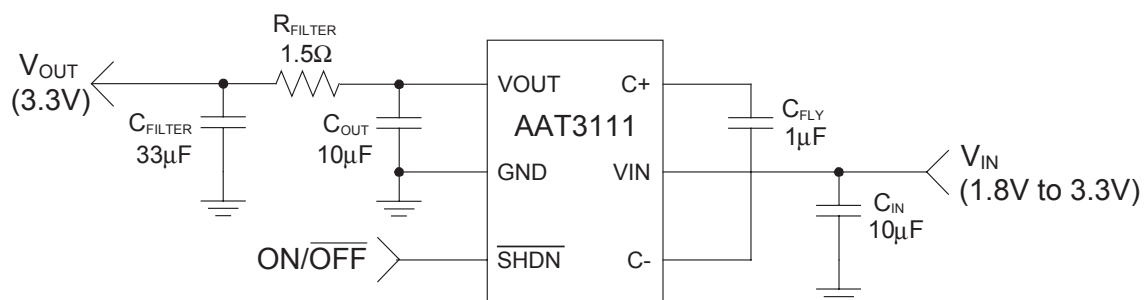 R_FILTER
1.5Ω
V_OUT
(3.3V)
C_FILTER
33µF
C_OUT
10µF
VOUT
C+
AAT3111
GND
VIN
SHDN
C-
C_FLY
1µF
V_IN
(1.8V to 3.3V)
C_IN
10µF
ON/OFF